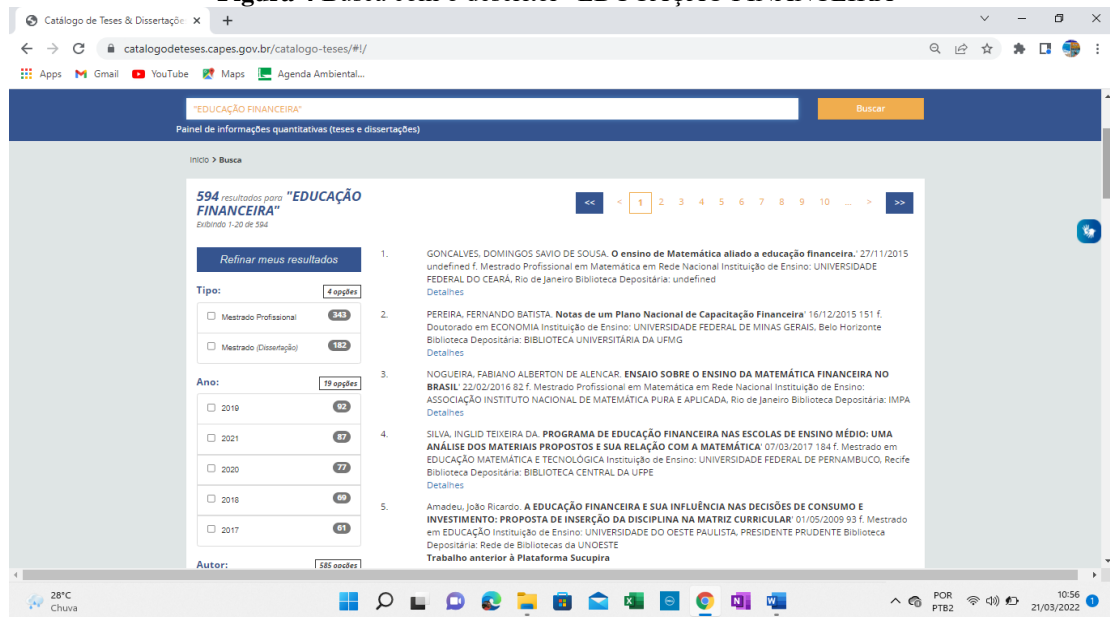 Catálogo de Teses & Dissertaçõe
catalogodeteses.capes.gov.br/catalogo-teses/#!/
Apps Gmail YouTube Maps Agenda Ambiental...
"EDUCAÇÃO FINANCEIRA"
Buscar
Painel de informações quantitativas (teses e dissertações)
Início > Busca
594 resultados para "EDUCAÇÃO
FINANCEIRA"
Exibindo 1-20 de 594
<< < 1 2 3 4 5 6 7 8 9 10 ... > >>
Refinar meus resultados
Tipo: 4 opções
Mestrado Profissional 343
Mestrado (Dissertação) 182
Ano: 19 opções
2019 92
2021 87
2020 77
2018 69
2017 61
Autor: 585 opções
1. GONCALVES, DOMINGOS SAVIO DE SOUSA. O ensino de Matemática aliado a educação financeira.' 27/11/2015
undefined f. Mestrado Profissional em Matemática em Rede Nacional Instituição de Ensino: UNIVERSIDADE
FEDERAL DO CEARÁ, Rio de Janeiro Biblioteca Depositária: undefined
Detalhes
2. PEREIRA, FERNANDO BATISTA. Notas de um Plano Nacional de Capacitação Financeira' 16/12/2015 151 f.
Doutorado em ECONOMIA Instituição de Ensino: UNIVERSIDADE FEDERAL DE MINAS GERAIS, Belo Horizonte
Biblioteca Depositária: BIBLIOTECA UNIVERSITÁRIA DA UFMG
Detalhes
3. NOGUEIRA, FABIANO ALBERTON DE ALENCAR. ENSAIO SOBRE O ENSINO DA MATEMÁTICA FINANCEIRA NO
BRASIL' 22/02/2016 82 f. Mestrado Profissional em Matemática em Rede Nacional Instituição de Ensino:
ASSOCIAÇÃO INSTITUTO NACIONAL DE MATEMÁTICA PURA E APLICADA, Rio de Janeiro Biblioteca Depositária: IMPA
Detalhes
4. SILVA, INGLID TEIXEIRA DA. PROGRAMA DE EDUCAÇÃO FINANCEIRA NAS ESCOLAS DE ENSINO MÉDIO: UMA
ANÁLISE DOS MATERIAIS PROPOSTOS E SUA RELAÇÃO COM A MATEMÁTICA' 07/03/2017 184 f. Mestrado em
EDUCAÇÃO MATEMÁTICA E TECNOLÓGICA Instituição de Ensino: UNIVERSIDADE FEDERAL DE PERNAMBUCO, Recife
Biblioteca Depositária: BIBLIOTECA CENTRAL DA UFPE
Detalhes
5. Amadeu, João Ricardo. A EDUCAÇÃO FINANCEIRA E SUA INFLUÊNCIA NAS DECISÕES DE CONSUMO E
INVESTIMENTO: PROPOSTA DE INSERÇÃO DA DISCIPLINA NA MATRIZ CURRICULAR' 01/05/2009 93 f. Mestrado
em EDUCAÇÃO Instituição de Ensino: UNIVERSIDADE DO OESTE PAULISTA, PRESIDENTE PRUDENTE Biblioteca
Depositária: Rede de Bibliotecas da UNOESTE
Trabalho anterior à Plataforma Sucupira
28°C
Chuva
POR
PTB2
10:56
21/03/2022
1